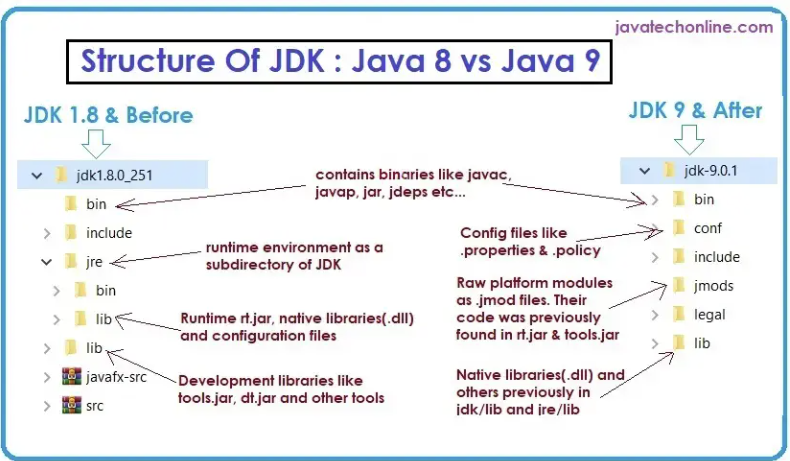 javatechonline.com
Structure Of JDK : Java 8 vs Java 9
JDK 1.8 & Before
jdk1.8.0_251
bin
include
jre
bin
lib
lib
javafx-src
src
contains binaries like javac,
javap, jar, jdeps etc...
runtime environment as a
subdirectory of JDK
Runtime rt.jar, native libraries(.dll)
and configuration files
Development libraries like
tools.jar, dt.jar and other tools
JDK 9 & After
jdk-9.0.1
bin
conf
include
jmods
legal
lib
Config files like
.properties & .policy
Raw platform modules
as .jmod files. Their
code was previously
found in rt.jar & tools.jar
Native libraries(.dll) and
others previously in
jdk/lib and jre/lib